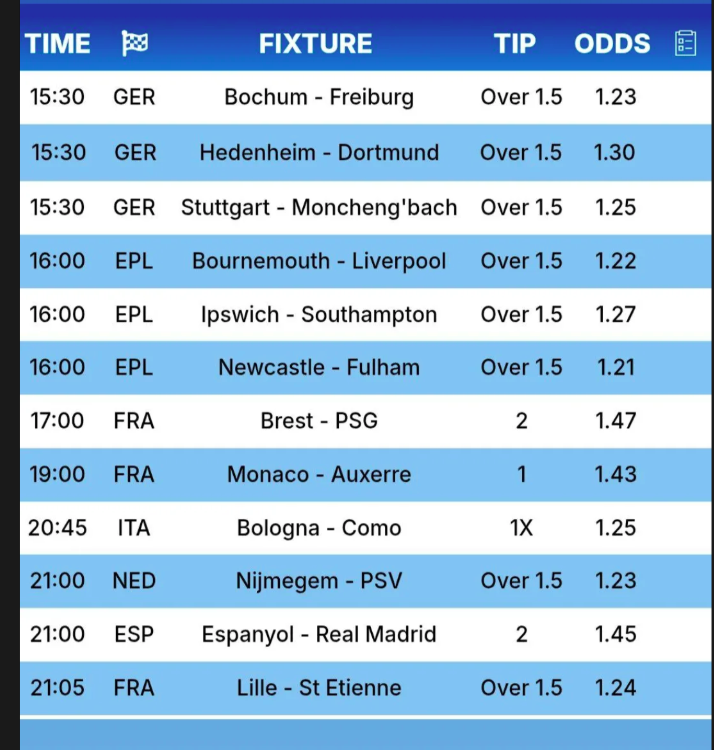 TIME FIXTURE TIP ODDS
15:30 GER Bochum - Freiburg Over 1.5 1.23
15:30 GER Hedenheim - Dortmund Over 1.5 1.30
15:30 GER Stuttgart - Moncheng'bach Over 1.5 1.25
16:00 EPL Bournemouth - Liverpool Over 1.5 1.22
16:00 EPL Ipswich - Southampton Over 1.5 1.27
16:00 EPL Newcastle - Fulham Over 1.5 1.21
17:00 FRA Brest - PSG 2 1.47
19:00 FRA Monaco - Auxerre 1 1.43
20:45 ITA Bologna - Como 1X 1.25
21:00 NED Nijmegem - PSV Over 1.5 1.23
21:00 ESP Espanyol - Real Madrid 2 1.45
21:05 FRA Lille - St Etienne Over 1.5 1.24